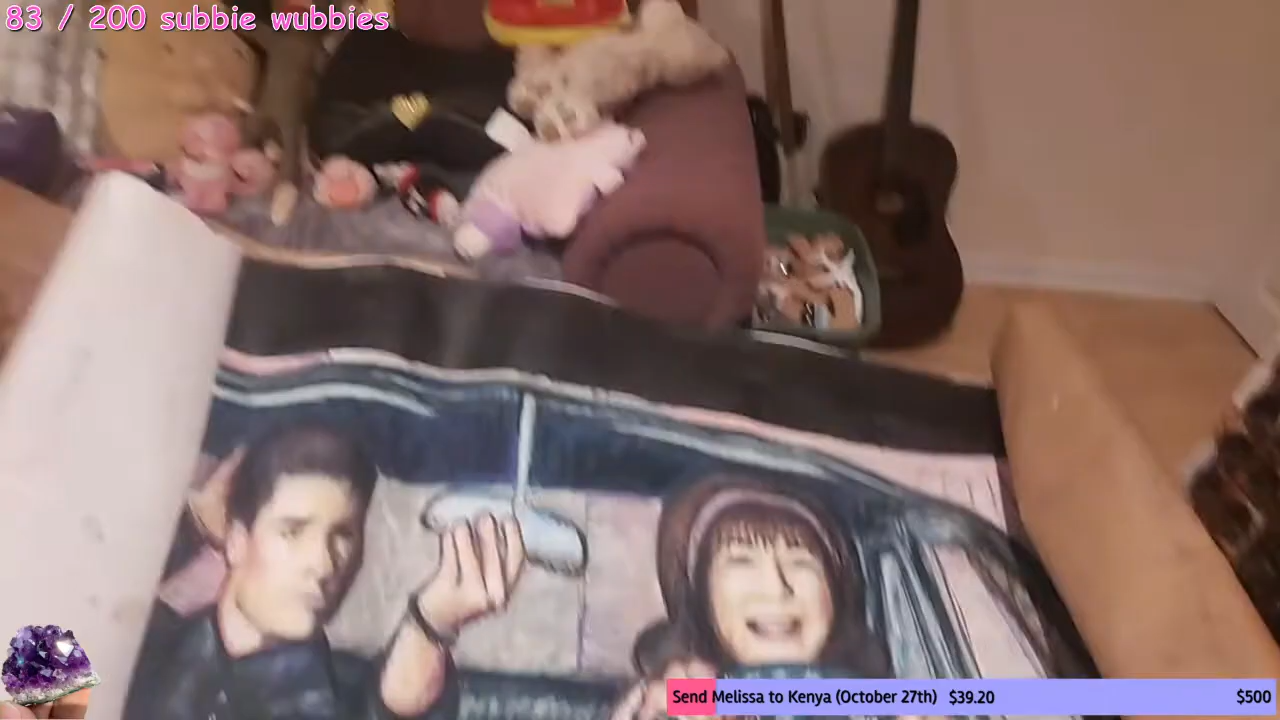 83 / 200 subbie wubbies
Send Melissa to Kenya (October 27th) $39.20 $500